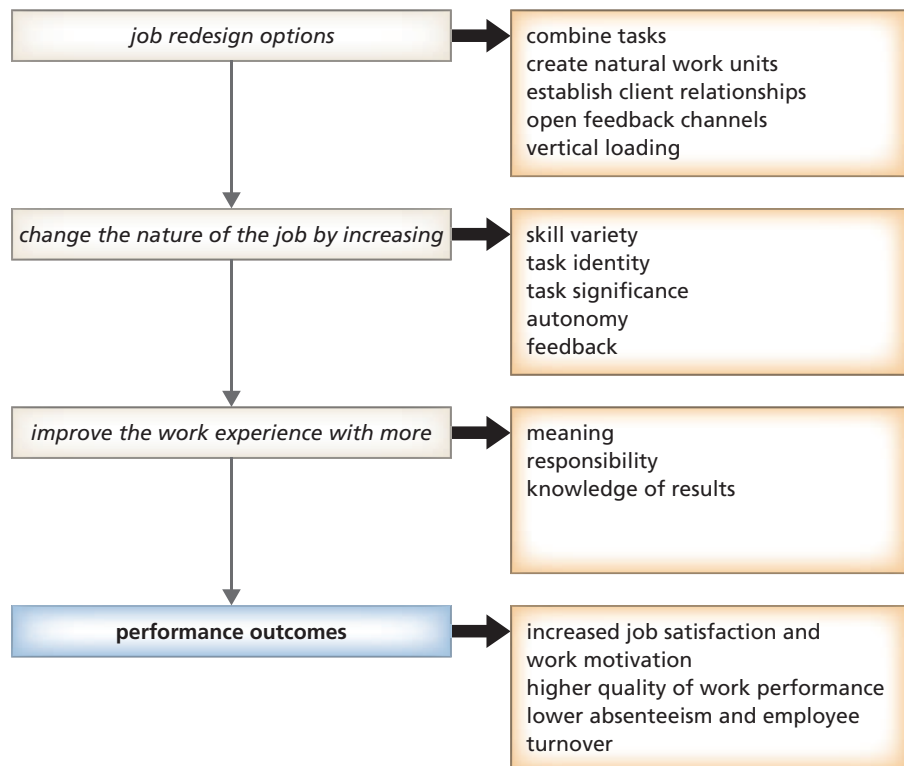 job redesign options
combine tasks
create natural work units
establish client relationships
open feedback channels
vertical loading
change the nature of the job by increasing
skill variety
task identity
task significance
autonomy
feedback
improve the work experience with more
meaning
responsibility
knowledge of results
performance outcomes
increased job satisfaction and
work motivation
higher quality of work performance
lower absenteeism and employee
turnover